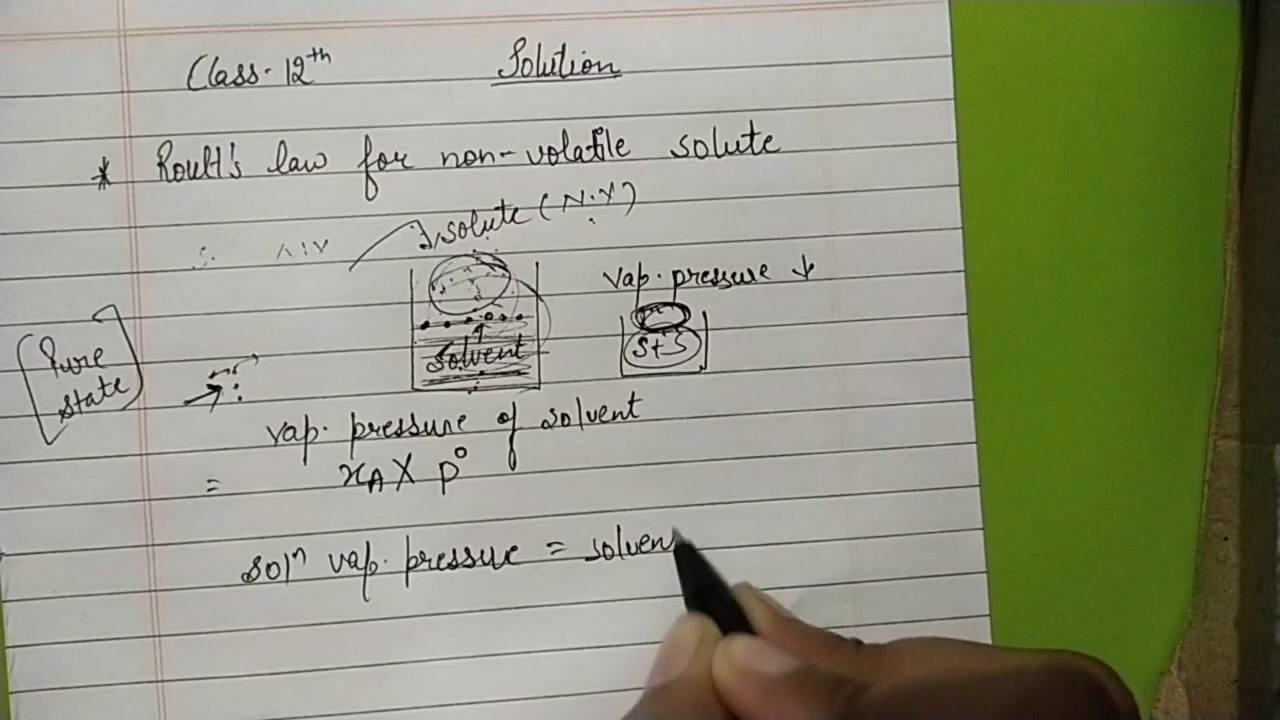 Class. 12th Solution
* Roult's law for non-volatile solute
solute (N.V)
Vap. pressure ↓
Solvent S+S
Pure
State
vap. pressure of solvent
= xA X p°
Solⁿ vap. pressure = solven